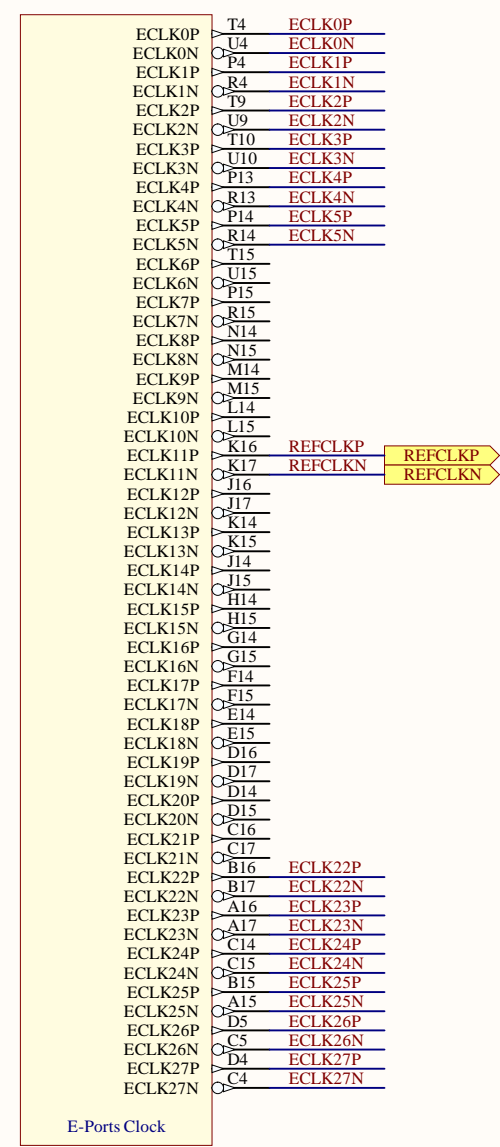 ECLK0P T4 ECLK0P
ECLK0N U4 ECLK0N
ECLK1P P4 ECLK1P
ECLK1N R4 ECLK1N
ECLK2P T9 ECLK2P
ECLK2N U9 ECLK2N
ECLK3P T10 ECLK3P
ECLK3N U10 ECLK3N
ECLK4P P13 ECLK4P
ECLK4N R13 ECLK4N
ECLK5P P14 ECLK5P
ECLK5N R14 ECLK5N
ECLK6P T15
ECLK6N U15
ECLK7P P15
ECLK7N R15
ECLK8P N14
ECLK8N N15
ECLK9P M14
ECLK9N M15
ECLK10P L14
ECLK10N L15
ECLK11P K16 REFCLKP REFCLKP
ECLK11N K17 REFCLKN REFCLKN
ECLK12P J16
ECLK12N J17
ECLK13P K14
ECLK13N K15
ECLK14P J14
ECLK14N J15
ECLK15P H14
ECLK15N H15
ECLK16P G14
ECLK16N G15
ECLK17P F14
ECLK17N F15
ECLK18P E14
ECLK18N E15
ECLK19P D16
ECLK19N D17
ECLK20P D14
ECLK20N D15
ECLK21P C16
ECLK21N C17
ECLK22P B16 ECLK22P
ECLK22N B17 ECLK22N
ECLK23P A16 ECLK23P
ECLK23N A17 ECLK23N
ECLK24P C14 ECLK24P
ECLK24N C15 ECLK24N
ECLK25P B15 ECLK25P
ECLK25N A15 ECLK25N
ECLK26P D5 ECLK26P
ECLK26N C5 ECLK26N
ECLK27P D4 ECLK27P
ECLK27N C4 ECLK27N
E-Ports Clock